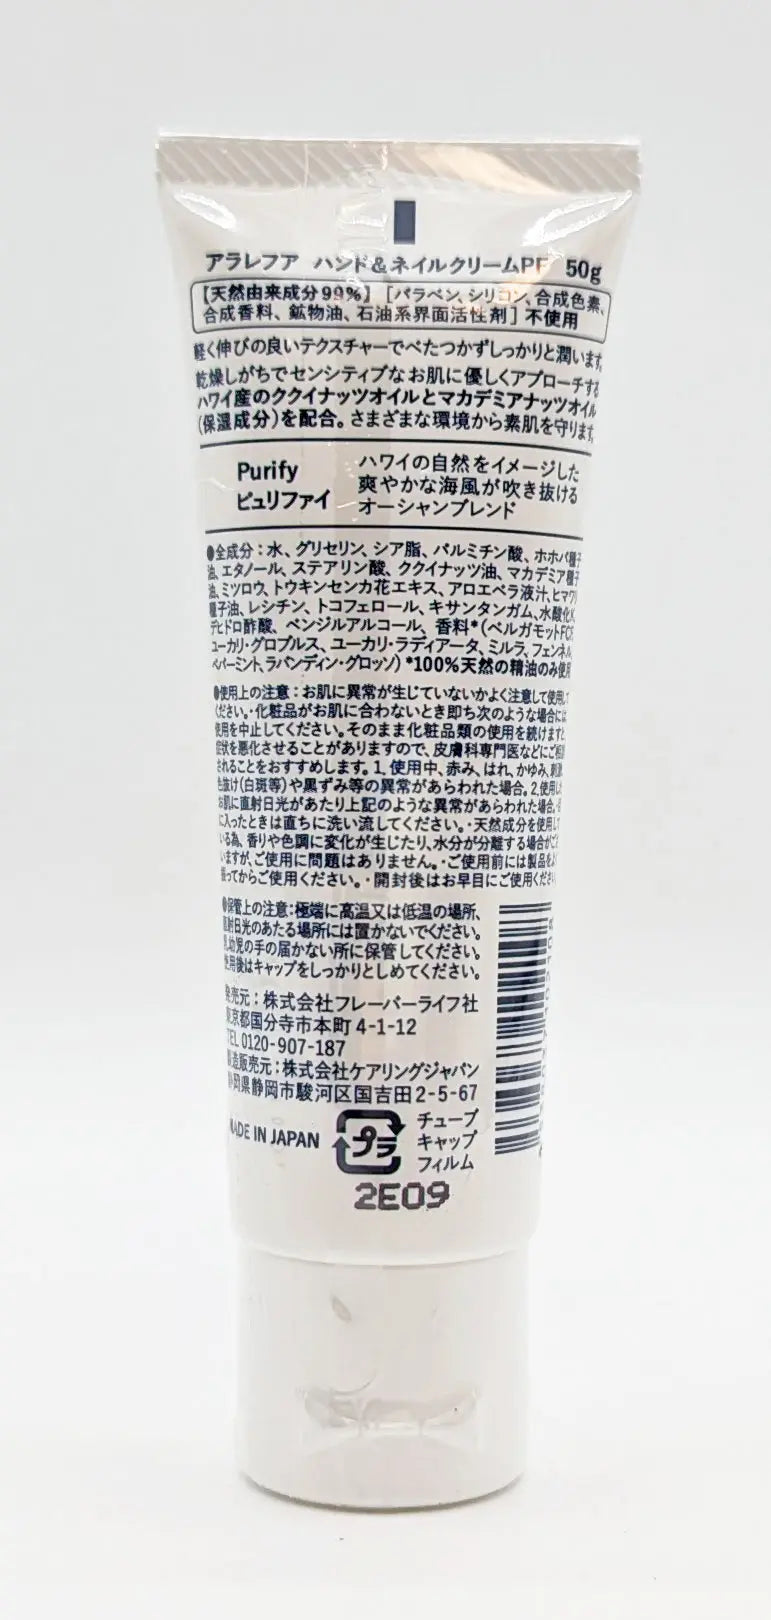 アラレフア ハンド&ネイルクリームPF 50g
【天然由来成分99%】 [パラベン、シリコン、合成色素、
合成香料、鉱物油、石油系界面活性剤] 不使用
軽く伸びの良いテクスチャーでべたつかずしっかりと潤います。
乾燥しがちでセンシティブなお肌に優しくアプローチする
ハワイ産のククイナッツオイルとマカデミアナッツオイル
(保湿成分)を配合。さまざまな環境から素肌を守ります。
Purify
ピュリファイ
ハワイの自然をイメージした
爽やかな海風が吹き抜ける
オーシャンブレンド
●全成分:水、グリセリン、シア脂、パルミチン酸、ホホバ種子
油、エタノール、ステアリン酸、ククイナッツ油、マカデミア種子
油、ミツロウ、トウキンセンカ花エキス、アロエベラ液汁、ヒマワリ
種子油、レシチン、トコフェロール、キサンタンガム、水酸化K、
デヒドロ酢酸、ベンジルアルコール、香料*(ベルガモットFCF、
ユーカリ・グロブルス、ユーカリ・ラディアータ、ミルラ、フェンネル、
ペパーミント、ラバンディン・グロッソ) *100%天然の精油のみ使用
●使用上の注意:お肌に異常が生じていないかよく注意して使用して
ください。・化粧品がお肌に合わないとき即ち次のような場合には、
使用を中止してください。そのまま化粧品類の使用を続けますと
症状を悪化させることがありますので、皮膚科専門医などにご相談
されることをおすすめします。1.使用中、赤み、はれ、かゆみ、刺激、
色抜け(白斑等)や黒ずみ等の異常があらわれた場合。2.使用した
お肌に直射日光があたり上記のような異常があらわれた場合。
に入ったときは直ちに洗い流してください。・天然成分を使用して
いる為、香りや色調に変化が生じたり、水分が分離する場合がござ
いますが、ご使用に問題はありません。・ご使用前には製品をよく
振ってからご使用ください。・開封後はお早目にご使用ください。
●保管上の注意:極端に高温又は低温の場所、
直射日光のあたる場所には置かないでください。
乳幼児の手の届かない所に保管してください。
使用後はキャップをしっかりとしめてください。
発売元:株式会社フレーバーライフ社
東京都国分寺市本町4-1-12
TEL 0120-907-187
製造販売元:株式会社ケアリングジャパン
静岡県静岡市駿河区国吉田2-5-67
MADE IN JAPAN
プラ
チューブ
キャップ
フィルム
2E09